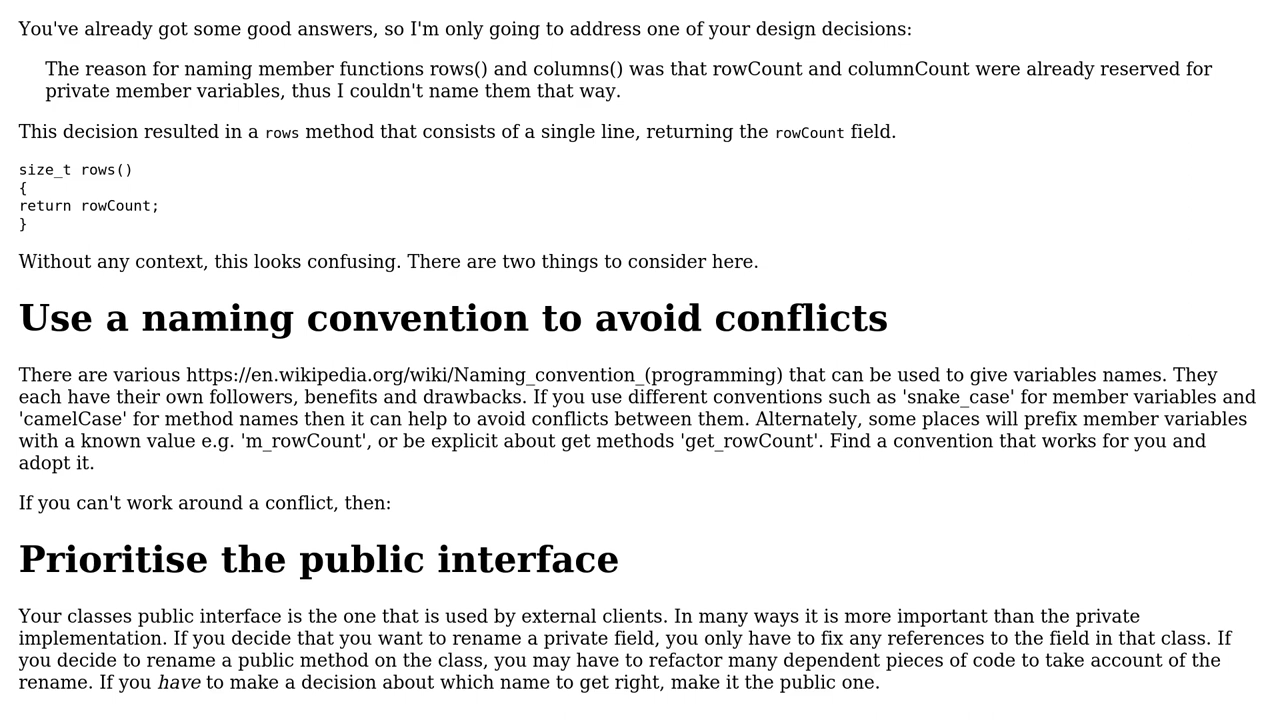 You've already got some good answers, so I'm only going to address one of your design decisions:
The reason for naming member functions rows() and columns() was that rowCount and columnCount were already reserved for
private member variables, thus I couldn't name them that way.
This decision resulted in a rows method that consists of a single line, returning the rowCount field.
size_t rows()
{
return rowCount;
}
Without any context, this looks confusing. There are two things to consider here.
Use a naming convention to avoid conflicts
There are various https://en.wikipedia.org/wiki/Naming_convention_(programming) that can be used to give variables names. They
each have their own followers, benefits and drawbacks. If you use different conventions such as 'snake_case' for member variables and
'camelCase' for method names then it can help to avoid conflicts between them. Alternately, some places will prefix member variables
with a known value e.g. 'm_rowCount', or be explicit about get methods 'get_rowCount'. Find a convention that works for you and
adopt it.
If you can't work around a conflict, then:
Prioritise the public interface
Your classes public interface is the one that is used by external clients. In many ways it is more important than the private
implementation. If you decide that you want to rename a private field, you only have to fix any references to the field in that class. If
you decide to rename a public method on the class, you may have to refactor many dependent pieces of code to take account of the
rename. If you have to make a decision about which name to get right, make it the public one.